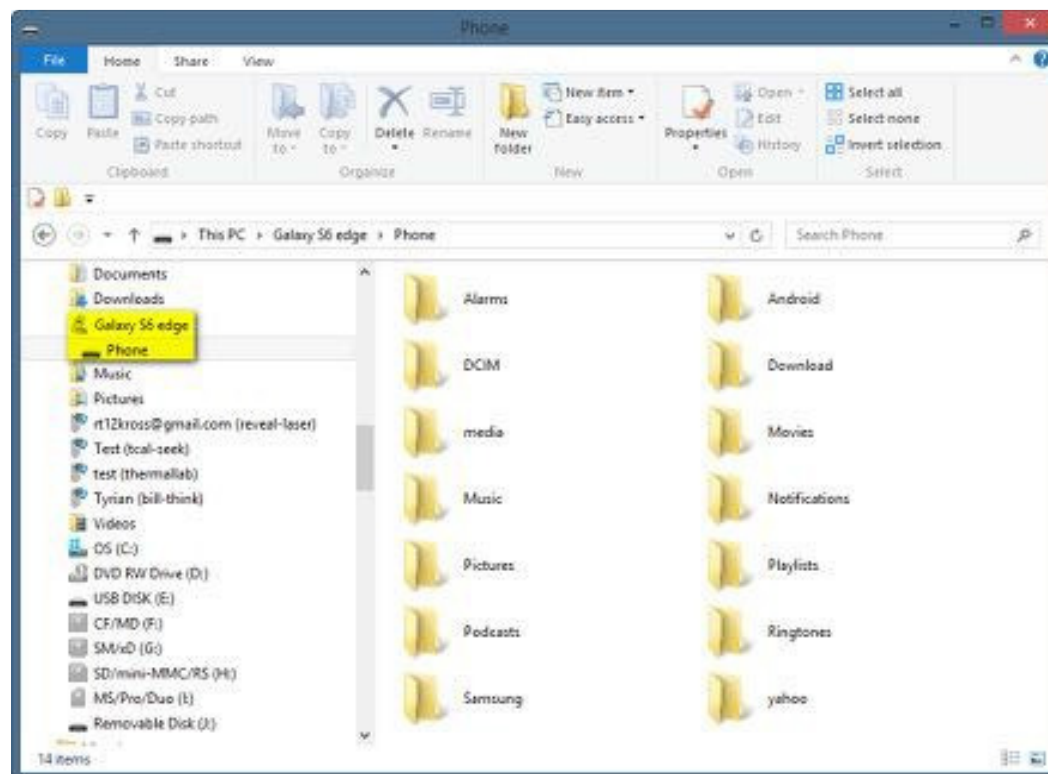 Phone
File Home Share View
Copy Paste Cut
Copy path
Paste shortcut
Move to
Copy to
Delete Rename
New folder
New item
Easy access
Properties
Open
Edit
History
Select all
Select none
Invert selection
Clipboard Organize New Open Select
This PC Galaxy S6 edge Phone Search Phone
Documents
Downloads
Galaxy S6 edge
Phone
Music
Pictures
rt12kross@gmail.com (reveal-laser)
Test (tcal-seek)
test (thermallab)
Tyrian (bill-think)
Videos
OS (C:)
DVD RW Drive (D:)
USB DISK (E:)
CF/MD (F:)
SM/xD (G:)
SD/mini-MMC/RS (H:)
MS/Pro/Duo (I:)
Removable Disk (J:)
Alarms Android
DCIM Download
media Movies
Music Notifications
Pictures Playlists
Podcasts Ringtones
Samsung yahoo
14 items